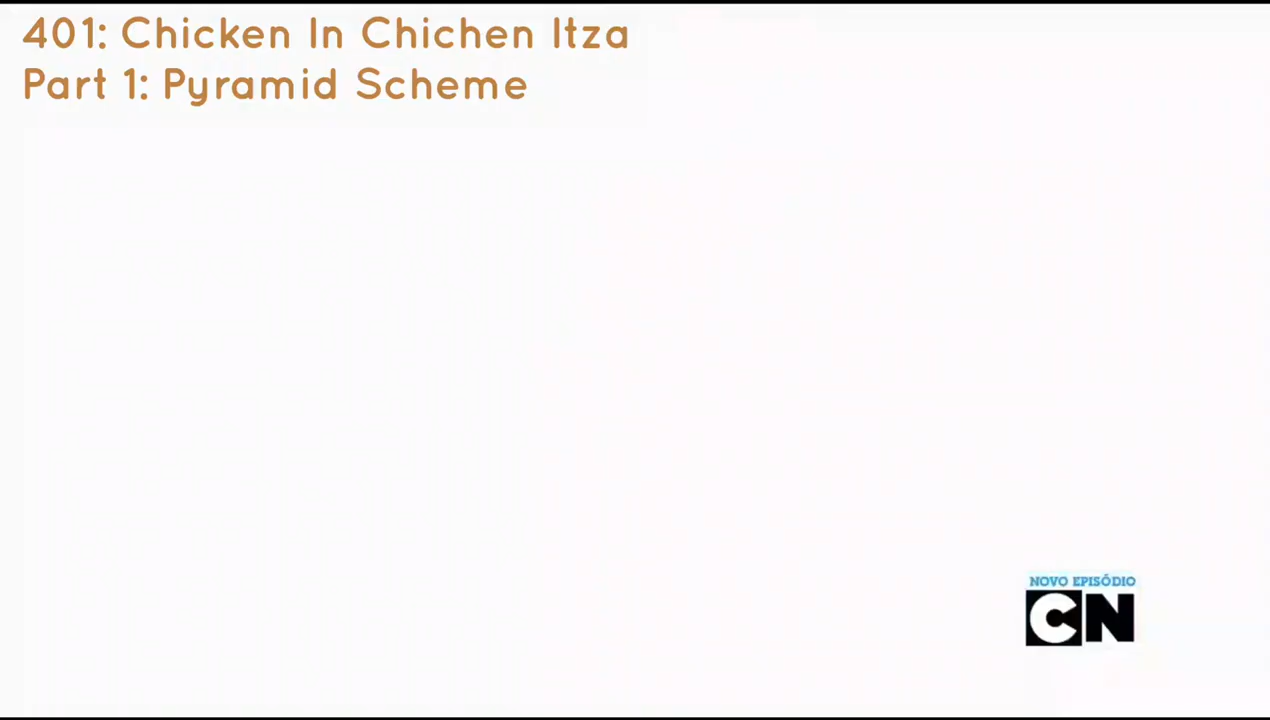 401: Chicken In Chichen Itza
Part 1: Pyramid Scheme
NOVO EPISÓDIO
CN